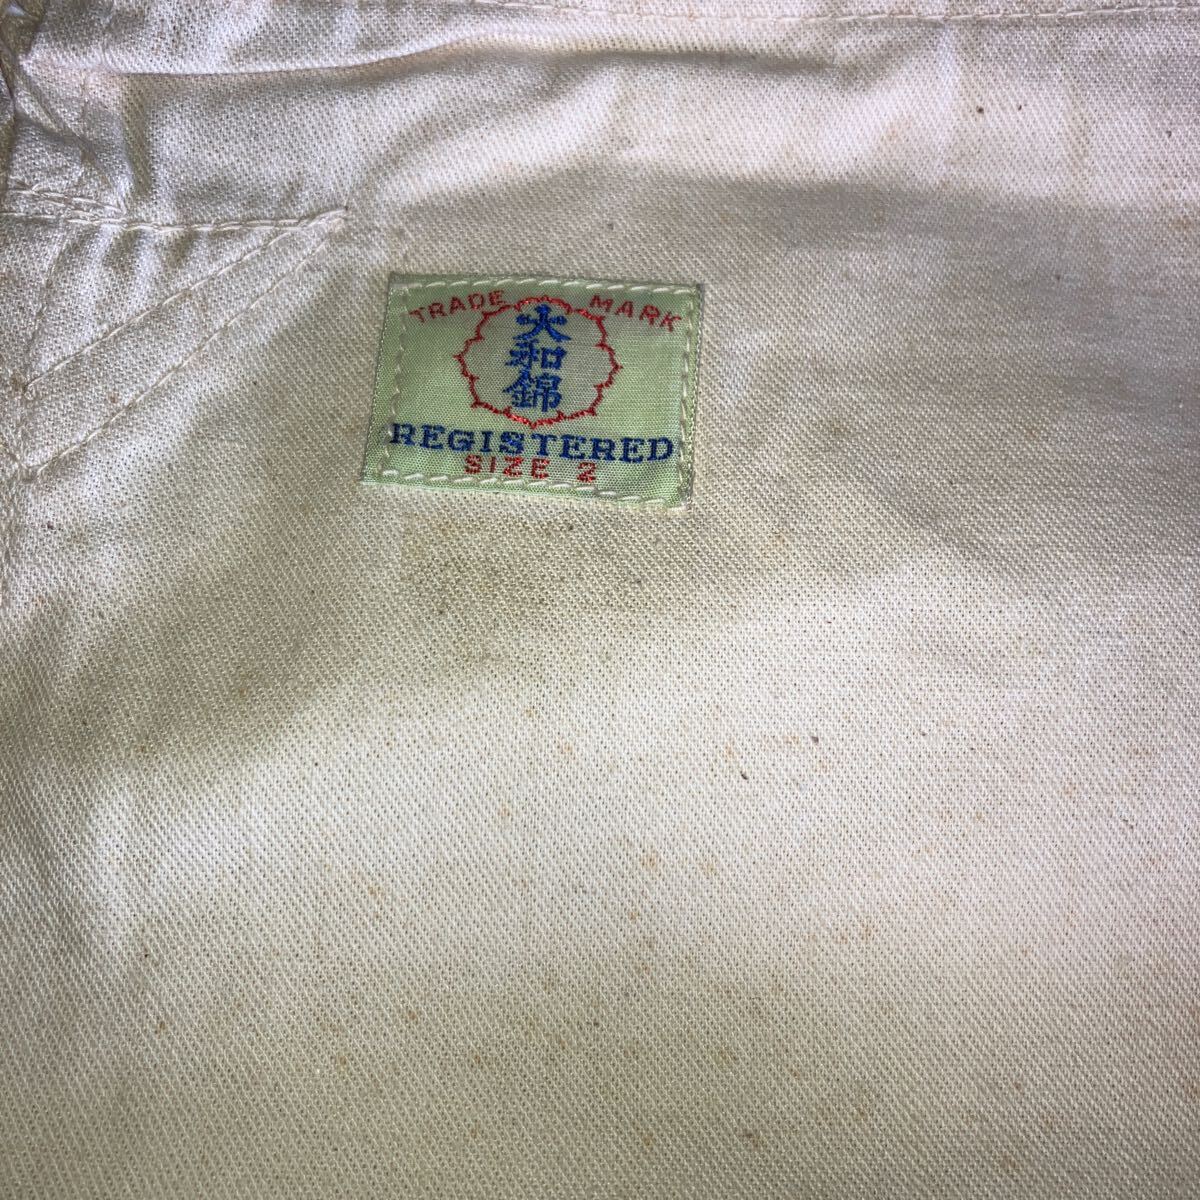 TRADE MARK
大和錦
REGISTERED
SIZE 2